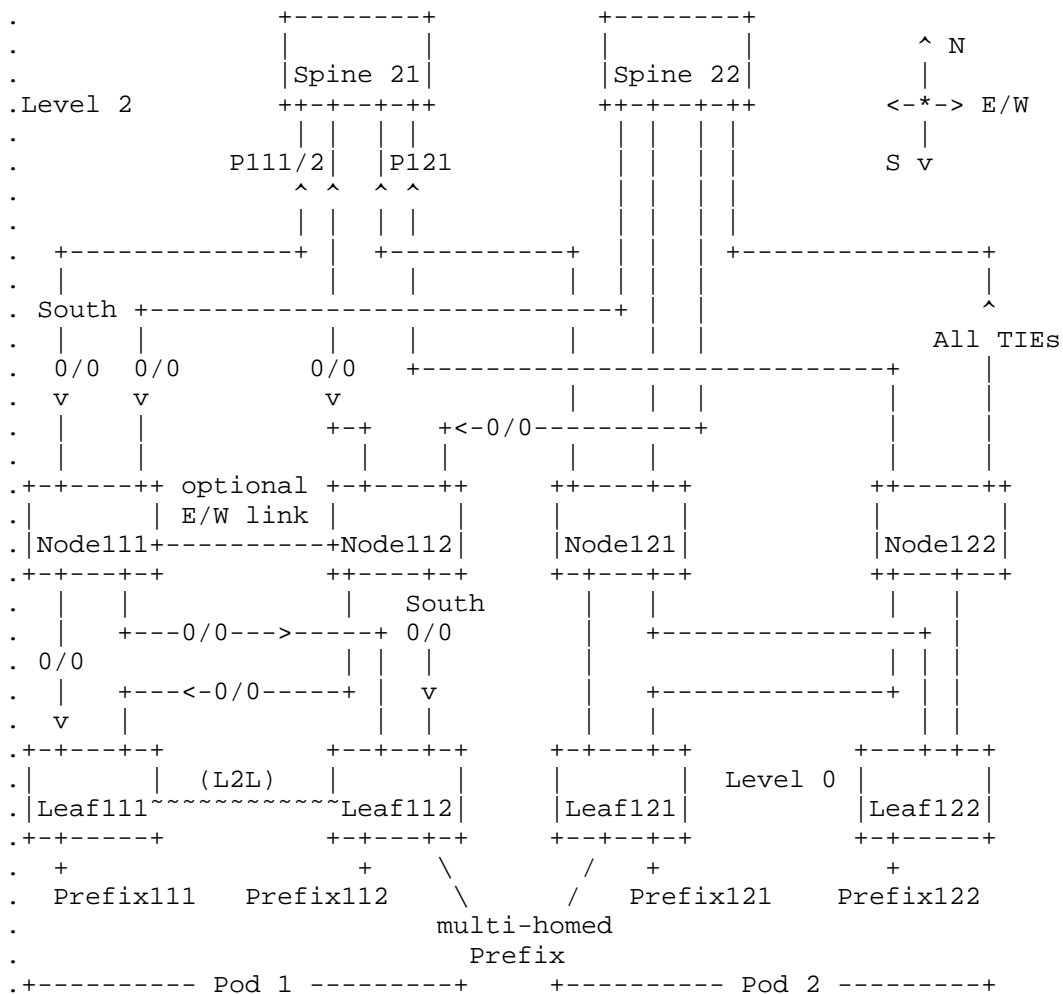 ^ N
Spine 21 Spine 22
Level 2 <-*-> E/W
P111/2 P121 S v
^ ^ ^ ^
South ^
All TIEs
0/0 0/0 0/0
v v v
<-0/0
optional
E/W link
Node111 Node112 Node121 Node122
South
0/0 > 0/0
0/0
<-0/0 v
v
(L2L) Level 0
Leaf111~~~~~~~~~~~~Leaf112 Leaf121 Leaf122
Prefix111 Prefix112 Prefix121 Prefix122
multi-homed
Prefix
Pod 1 Pod 2